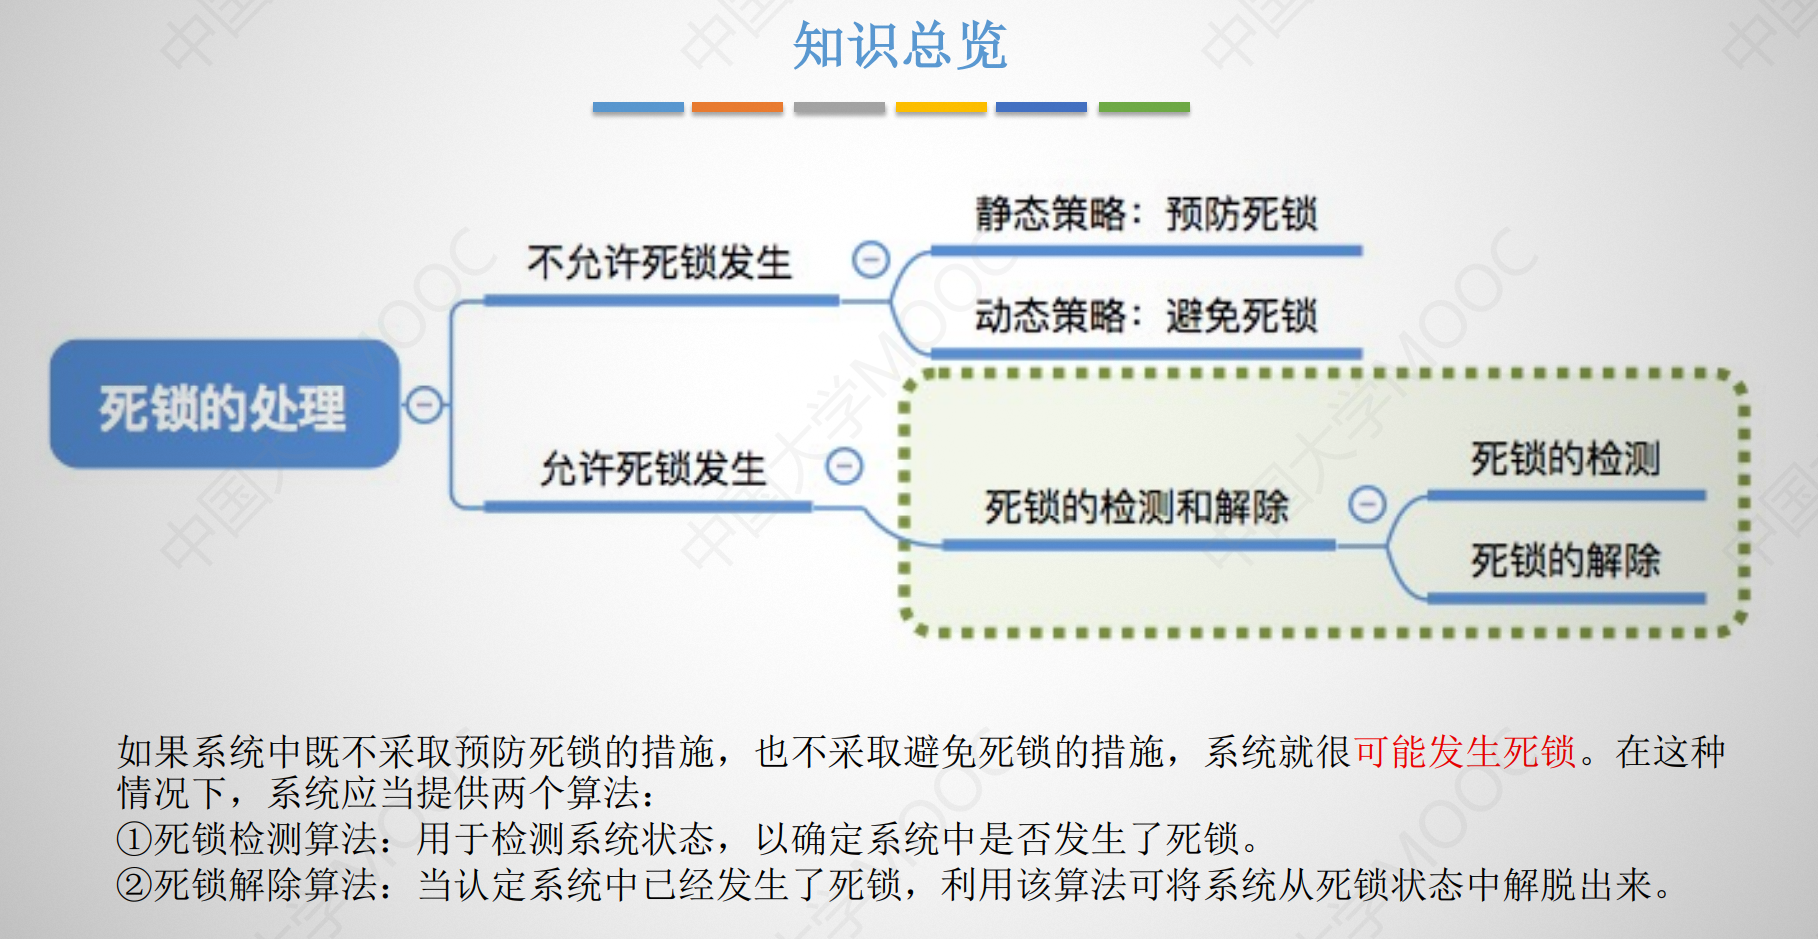 知识总览
静态策略：预防死锁
不允许死锁发生
动态策略：避免死锁
死锁的处理
允许死锁发生
死锁的检测和解除
死锁的检测
死锁的解除
如果系统中既不采取预防死锁的措施，也不采取避免死锁的措施，系统就很可能发生死锁。在这种
情况下，系统应当提供两个算法：
①死锁检测算法：用于检测系统状态，以确定系统中是否发生了死锁。
②死锁解除算法：当认定系统中已经发生了死锁，利用该算法可将系统从死锁状态中解脱出来。
中国大学MOOC